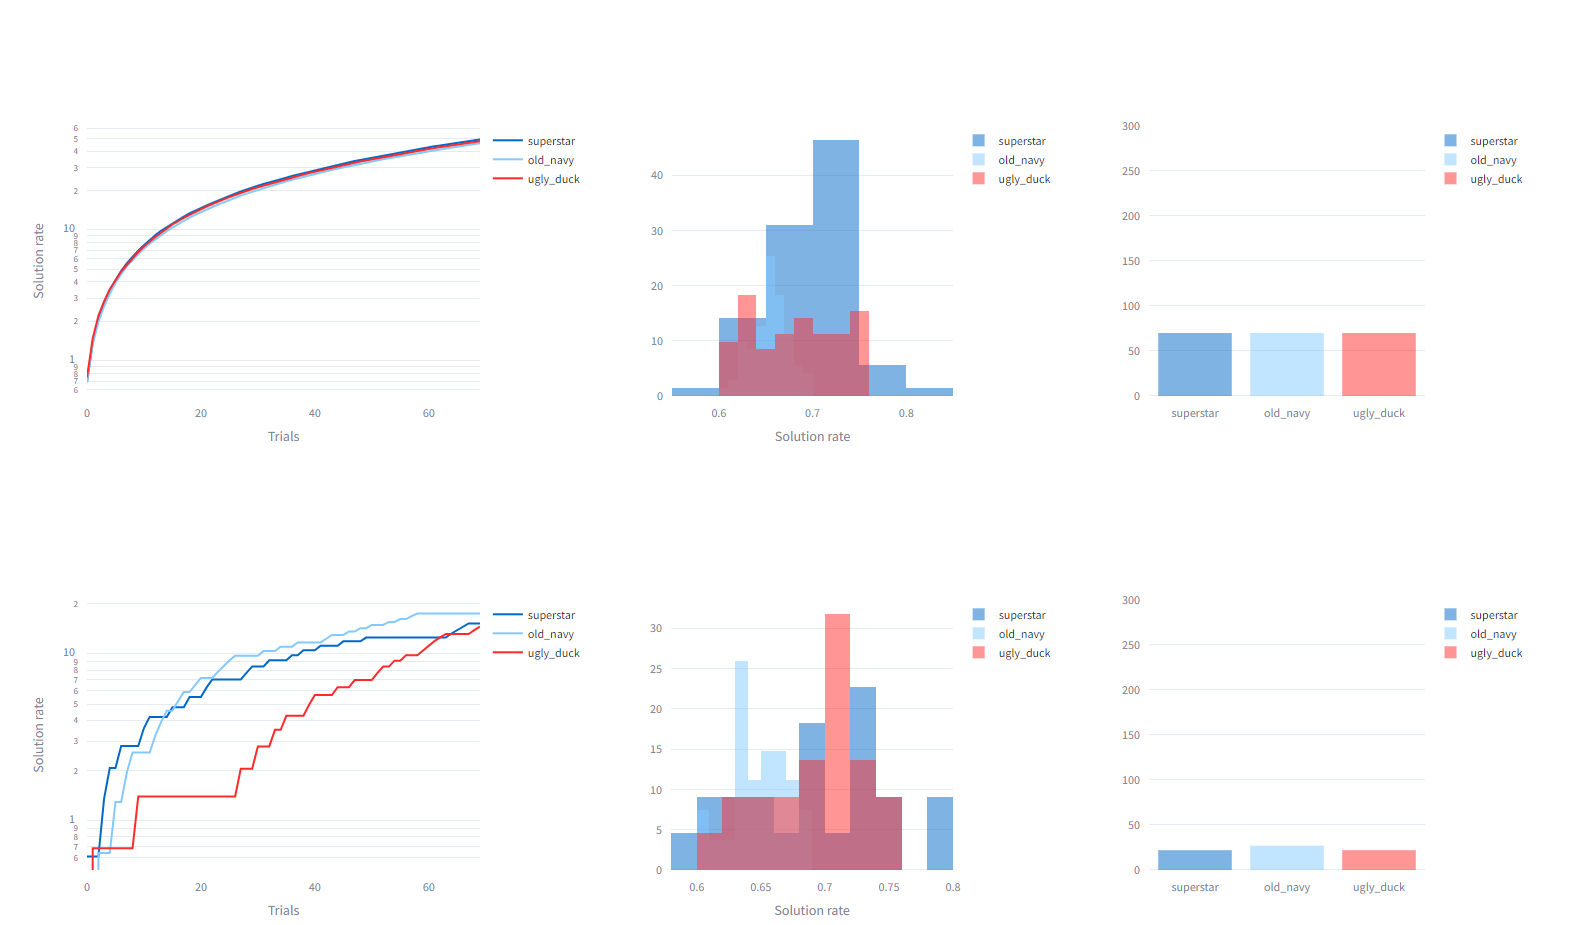 6
5
4
3
2
10
9
8
7
6
5
4
3
2
1
9
8
7
6
Solution rate
0 20 40 60
Trials
superstar
old_navy
ugly_duck
40
30
20
10
0
0.6 0.7 0.8
Solution rate
superstar
old_navy
ugly_duck
300
250
200
150
100
50
0
superstar old_navy ugly_duck
superstar
old_navy
ugly_duck
2
10
9
8
7
6
5
4
3
2
1
9
8
7
6
Solution rate
0 20 40 60
Trials
superstar
old_navy
ugly_duck
30
25
20
15
10
5
0
0.6 0.65 0.7 0.75 0.8
Solution rate
superstar
old_navy
ugly_duck
300
250
200
150
100
50
0
superstar old_navy ugly_duck
superstar
old_navy
ugly_duck